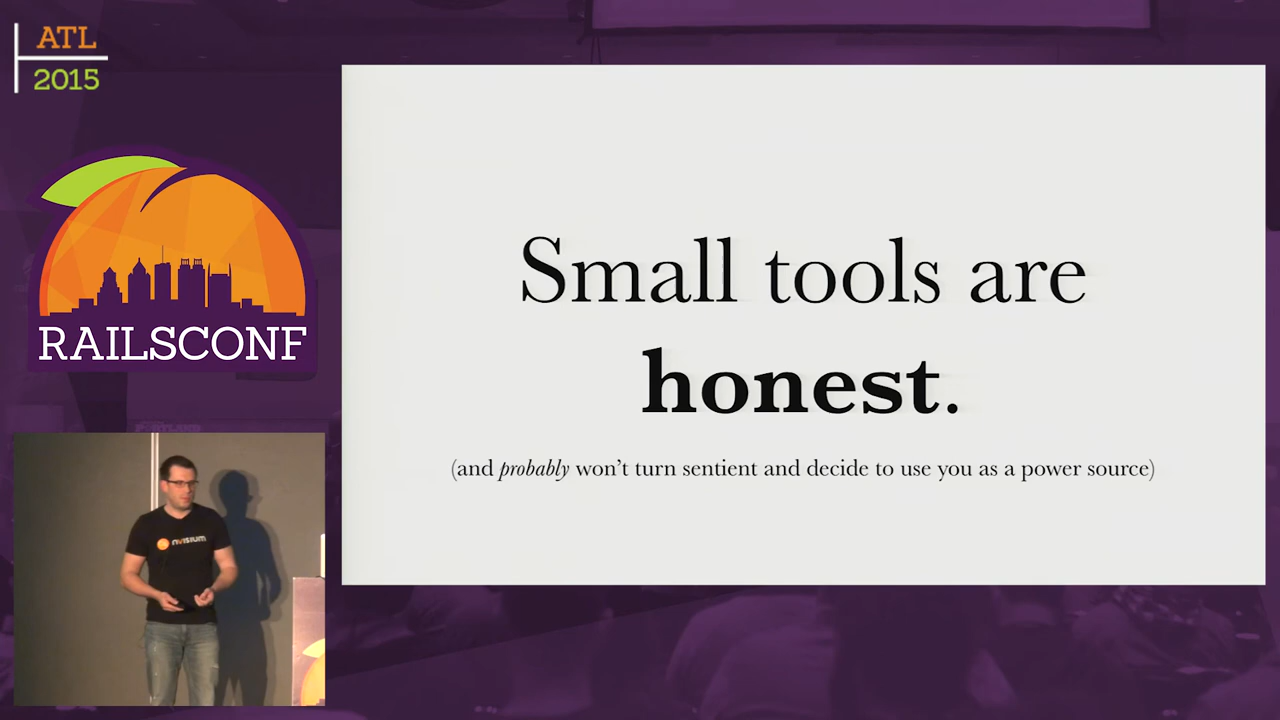 ATL
2015
RAILSCONF
Small tools are
honest.
(and probably won’t turn sentient and decide to use you as a power source)
nvisium